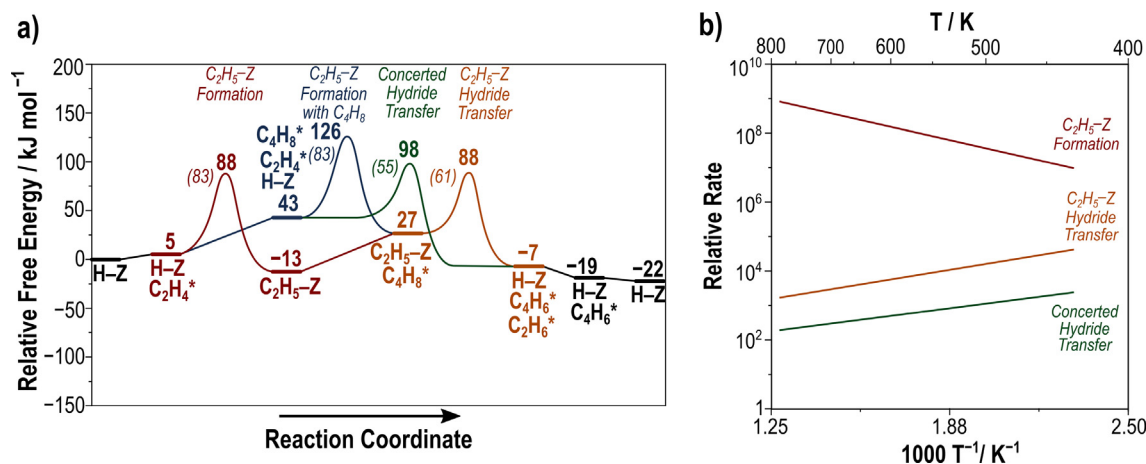 a)
200
150
100
50
0
−50
−100
−150
Relative Free Energy / kJ mol⁻¹
Reaction Coordinate
C₂H₅–Z
Formation
C₂H₅–Z
Formation
with C₄H₈
Concerted
Hydride
Transfer
C₂H₅–Z
Hydride
Transfer
H–Z
5
H–Z
C₂H₄*
(83)
88
C₄H₈*
C₂H₄*
H–Z
43
−13
C₂H₅–Z
126
(83)
(55)
98
27
C₂H₅–Z
C₄H₈*
(61)
88
−7
H–Z
C₄H₆*
C₂H₆*
−19
H–Z
C₄H₆*
−22
H–Z
b)
T / K
800
700
600
500
400
10¹⁰
10⁸
10⁶
10⁴
10²
1
Relative Rate
C₂H₅–Z
Formation
C₂H₅–Z
Hydride
Transfer
Concerted
Hydride
Transfer
1.25
1.88
2.50
1000 T⁻¹/ K⁻¹